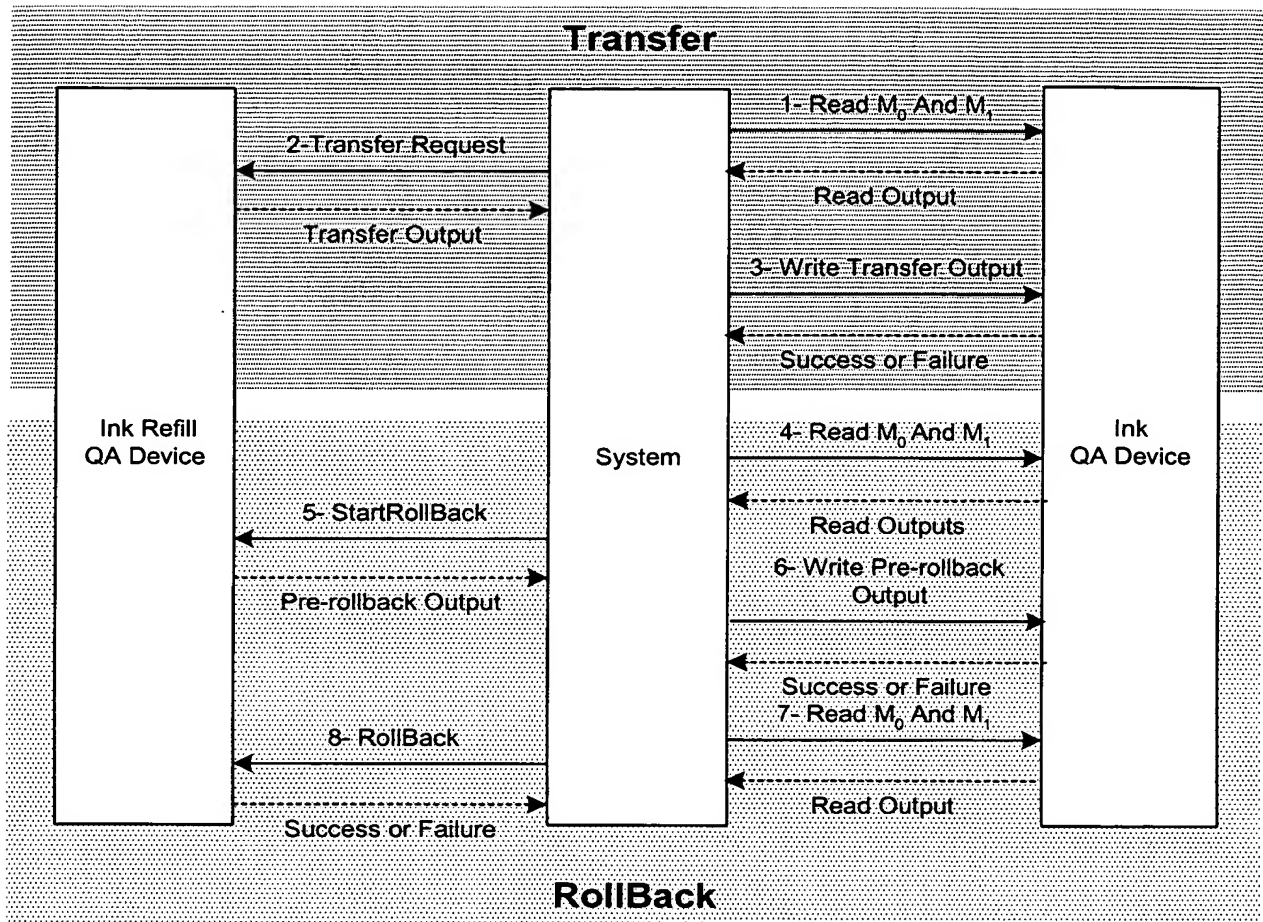 Transfer
1- Read M₀ And M₁
2-Transfer Request
Read Output
Transfer Output
3- Write Transfer Output
Success or Failure
Ink Refill
QA Device
System
Ink
QA Device
4- Read M₀ And M₁
Read Outputs
5- StartRollBack
6- Write Pre-rollback
Output
Pre-rollback Output
Success or Failure
7- Read M₀ And M₁
8- RollBack
Read Output
Success or Failure
RollBack